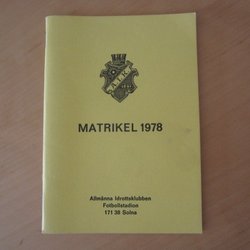 A.I.K
MATRIKEL 1978
Allmänna Idrottsklubben
Fotbollstadion
171 38 Solna